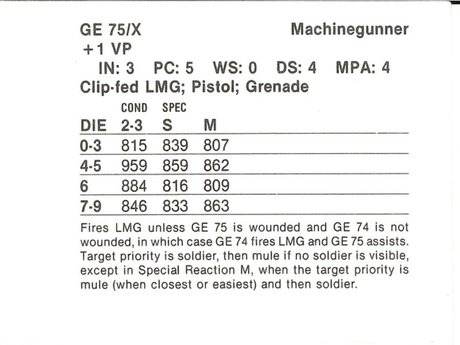 GE 75/X Machinegunner
+1 VP
IN: 3 PC: 5 WS: 0 DS: 4 MPA: 4
Clip-fed LMG; Pistol; Grenade
COND SPEC
DIE 2-3 S M
0-3 815 839 807
4-5 959 859 862
6 884 816 809
7-9 846 833 863
Fires LMG unless GE 75 is wounded and GE 74 is not
wounded, in which case GE 74 fires LMG and GE 75 assists.
Target priority is soldier, then mule if no soldier is visible,
except in Special Reaction M, when the target priority is
mule (when closest or easiest) and then soldier.